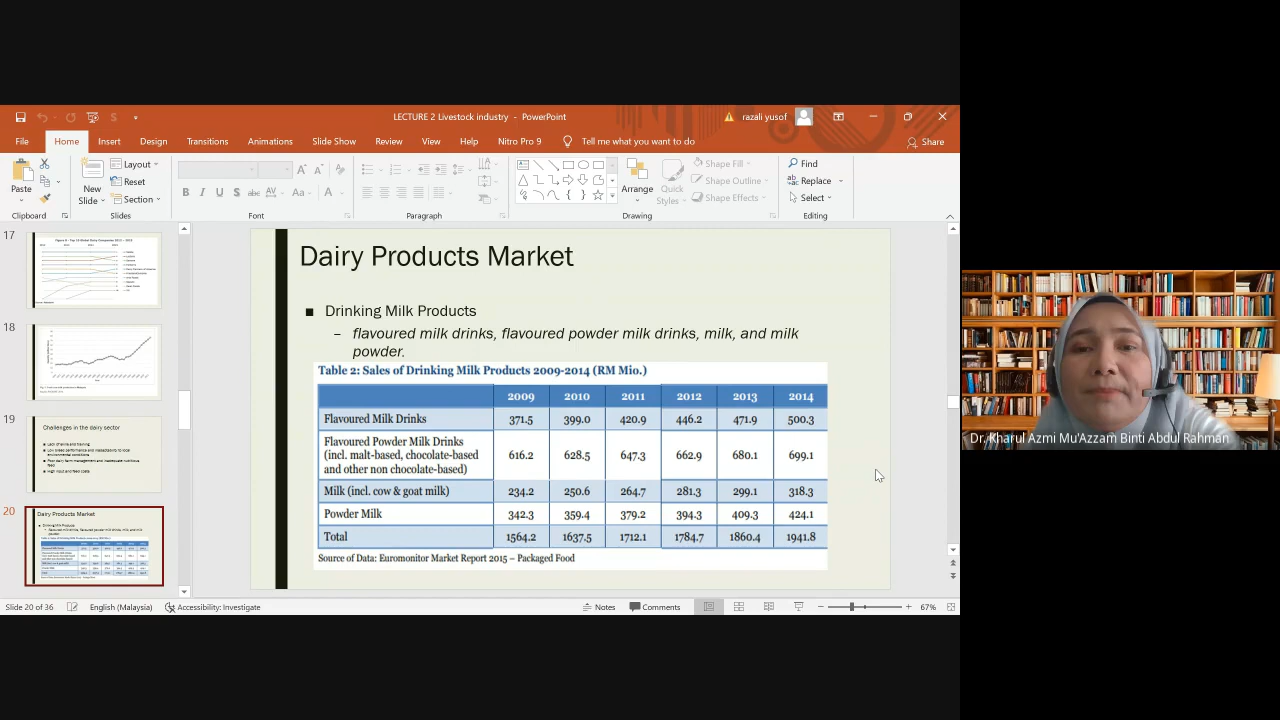 LECTURE 2 Livestock industry - PowerPoint
razali yusof
File Home Insert Design Transitions Animations Slide Show Review View Help Nitro Pro 9 Tell me what you want to do Share
Paste
New Slide
Layout
Reset
Section
B I U S abc AV Aa A
Arrange
Quick Styles
Shape Fill
Shape Outline
Shape Effects
Find
Replace
Select
Clipboard Slides Font Paragraph Drawing Editing
17
18
19
Challenges in the dairy sector
20
Dairy Products Market
Dairy Products Market
■ Drinking Milk Products
– flavoured milk drinks, flavoured powder milk drinks, milk, and milk
powder.
Table 2: Sales of Drinking Milk Products 2009-2014 (RM Mio.)
2009 2010 2011 2012 2013 2014
Flavoured Milk Drinks 371.5 399.0 420.9 446.2 471.9 500.3
Flavoured Powder Milk Drinks
(incl. malt-based, chocolate-based 616.2 628.5 647.3 662.9 680.1 699.1
and other non chocolate-based)
Milk (incl. cow & goat milk) 234.2 250.6 264.7 281.3 299.1 318.3
Powder Milk 342.3 359.4 379.2 394.3 409.3 424.1
Total 1564.2 1637.5 1712.1 1784.7 1860.4 1941.8
Source of Data: Euromonitor Market Report 2015 – Packaged Food
Slide 20 of 36 English (Malaysia) Accessibility: Investigate Notes Comments 67%
Dr. Kharul Azmi Mu'Azzam Binti Abdul Rahman